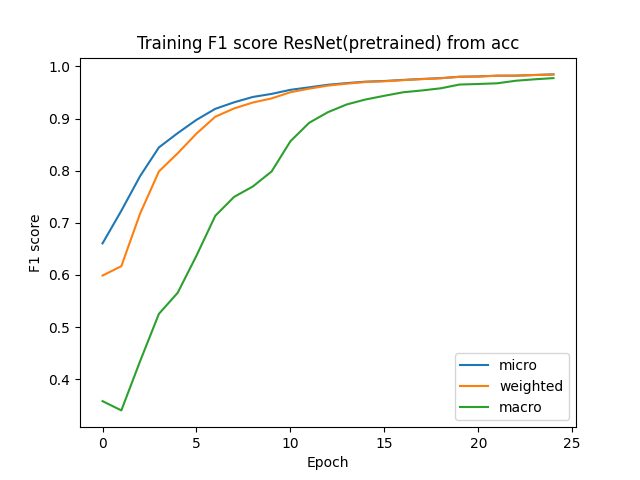 Training F1 score ResNet(pretrained) from acc
1.0
0.9
0.8
0.7
0.6
0.5
0.4
F1 score
micro
weighted
macro
0 5 10 15 20 25
Epoch